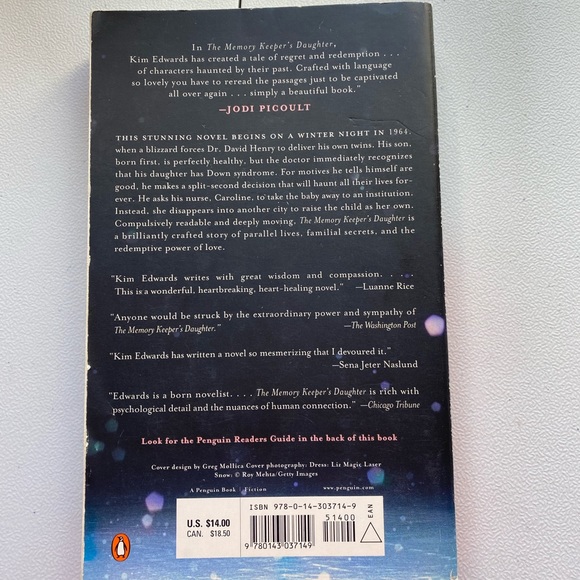 In The Memory Keeper's Daughter,
Kim Edwards has created a tale of regret and redemption . . .
of characters haunted by their past. Crafted with language
so lovely you have to reread the passages just to be captivated
all over again . . . simply a beautiful book."
—JODI PICOULT
THIS STUNNING NOVEL BEGINS ON A WINTER NIGHT IN 1964,
when a blizzard forces Dr. David Henry to deliver his own twins. His son,
born first, is perfectly healthy, but the doctor immediately recognizes
that his daughter has Down syndrome. For motives he tells himself are
good, he makes a split-second decision that will haunt all their lives for-
ever. He asks his nurse, Caroline, to take the baby away to an institution.
Instead, she disappears into another city to raise the child as her own.
Compulsively readable and deeply moving, The Memory Keeper's Daughter is
a brilliantly crafted story of parallel lives, familial secrets, and the
redemptive power of love.
"Kim Edwards writes with great wisdom and compassion. . . .
This is a wonderful, heartbreaking, heart-healing novel." —Luanne Rice
"Anyone would be struck by the extraordinary power and sympathy of
The Memory Keeper's Daughter." —The Washington Post
"Kim Edwards has written a novel so mesmerizing that I devoured it."
—Sena Jeter Naslund
"Edwards is a born novelist. . . . The Memory Keeper's Daughter is rich with
psychological detail and the nuances of human connection." —Chicago Tribune
Look for the Penguin Readers Guide in the back of this book
Cover design by Greg Mollica Cover photography: Dress: Liz Magic Laser
Snow: © Roy Mehta/Getty Images
A Penguin Book | Fiction www.penguin.com
ISBN 978-0-14-303714-9
51400
EAN
U.S. $14.00
CAN. $18.50
9 780143 037149